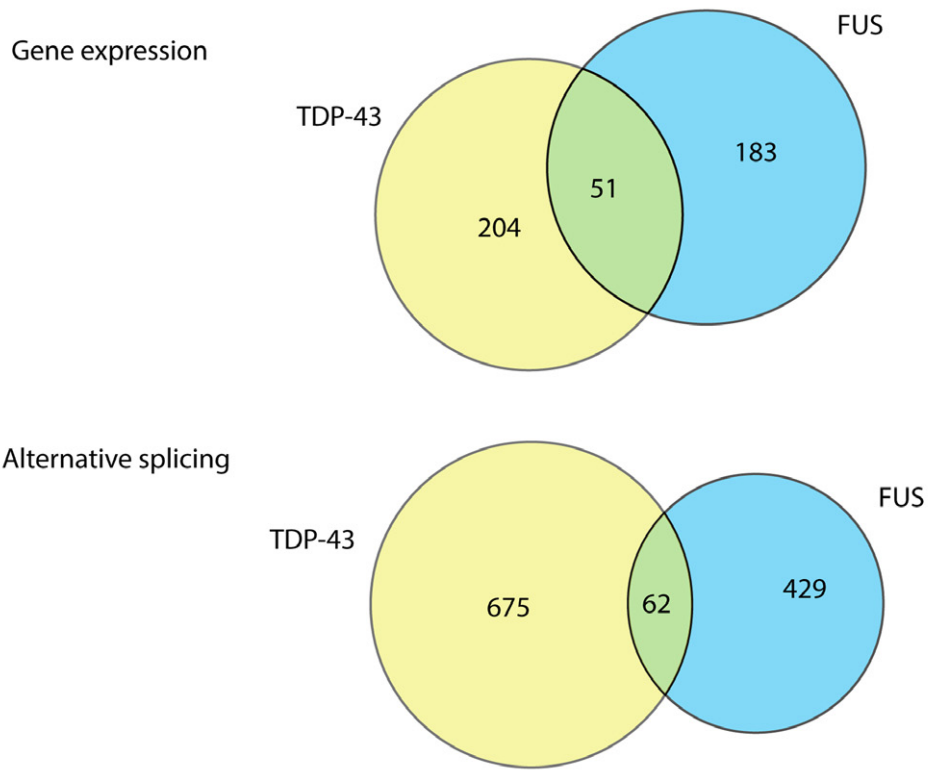 FUS
Gene expression
TDP-43
183
51
204
Alternative splicing
FUS
TDP-43
429
62
675